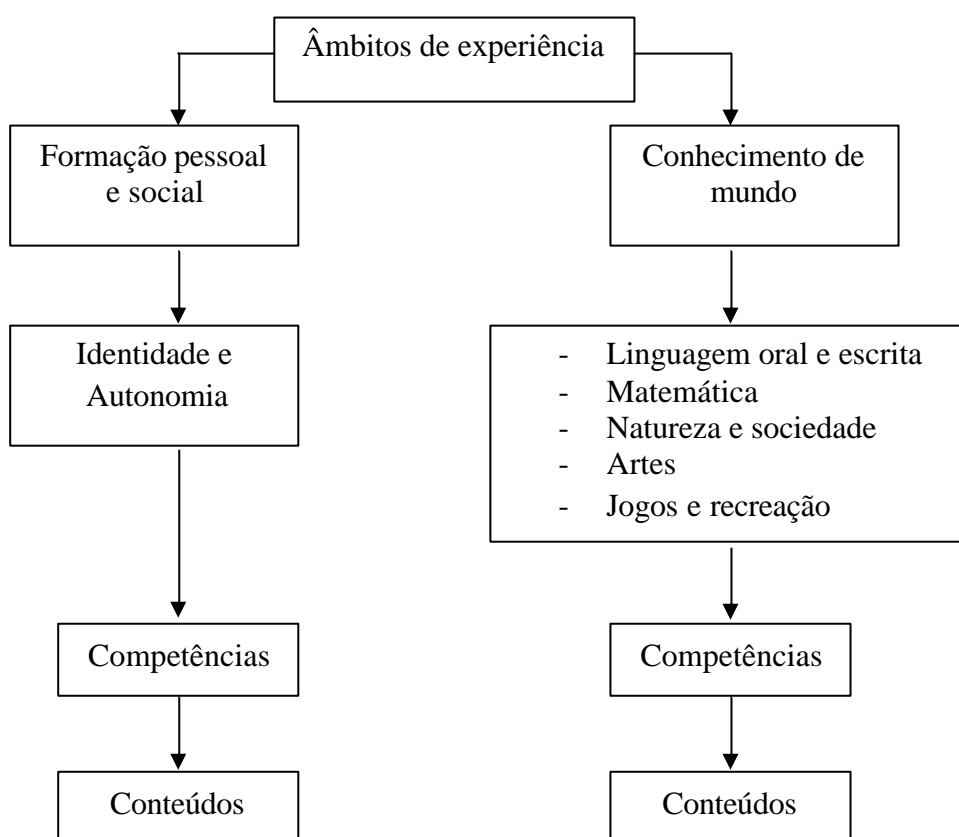 Âmbitos de experiência
Formação pessoal
e social
Conhecimento de
mundo
Identidade e
Autonomia
- Linguagem oral e escrita
- Matemática
- Natureza e sociedade
- Artes
- Jogos e recreação
Competências
Competências
Conteúdos
Conteúdos